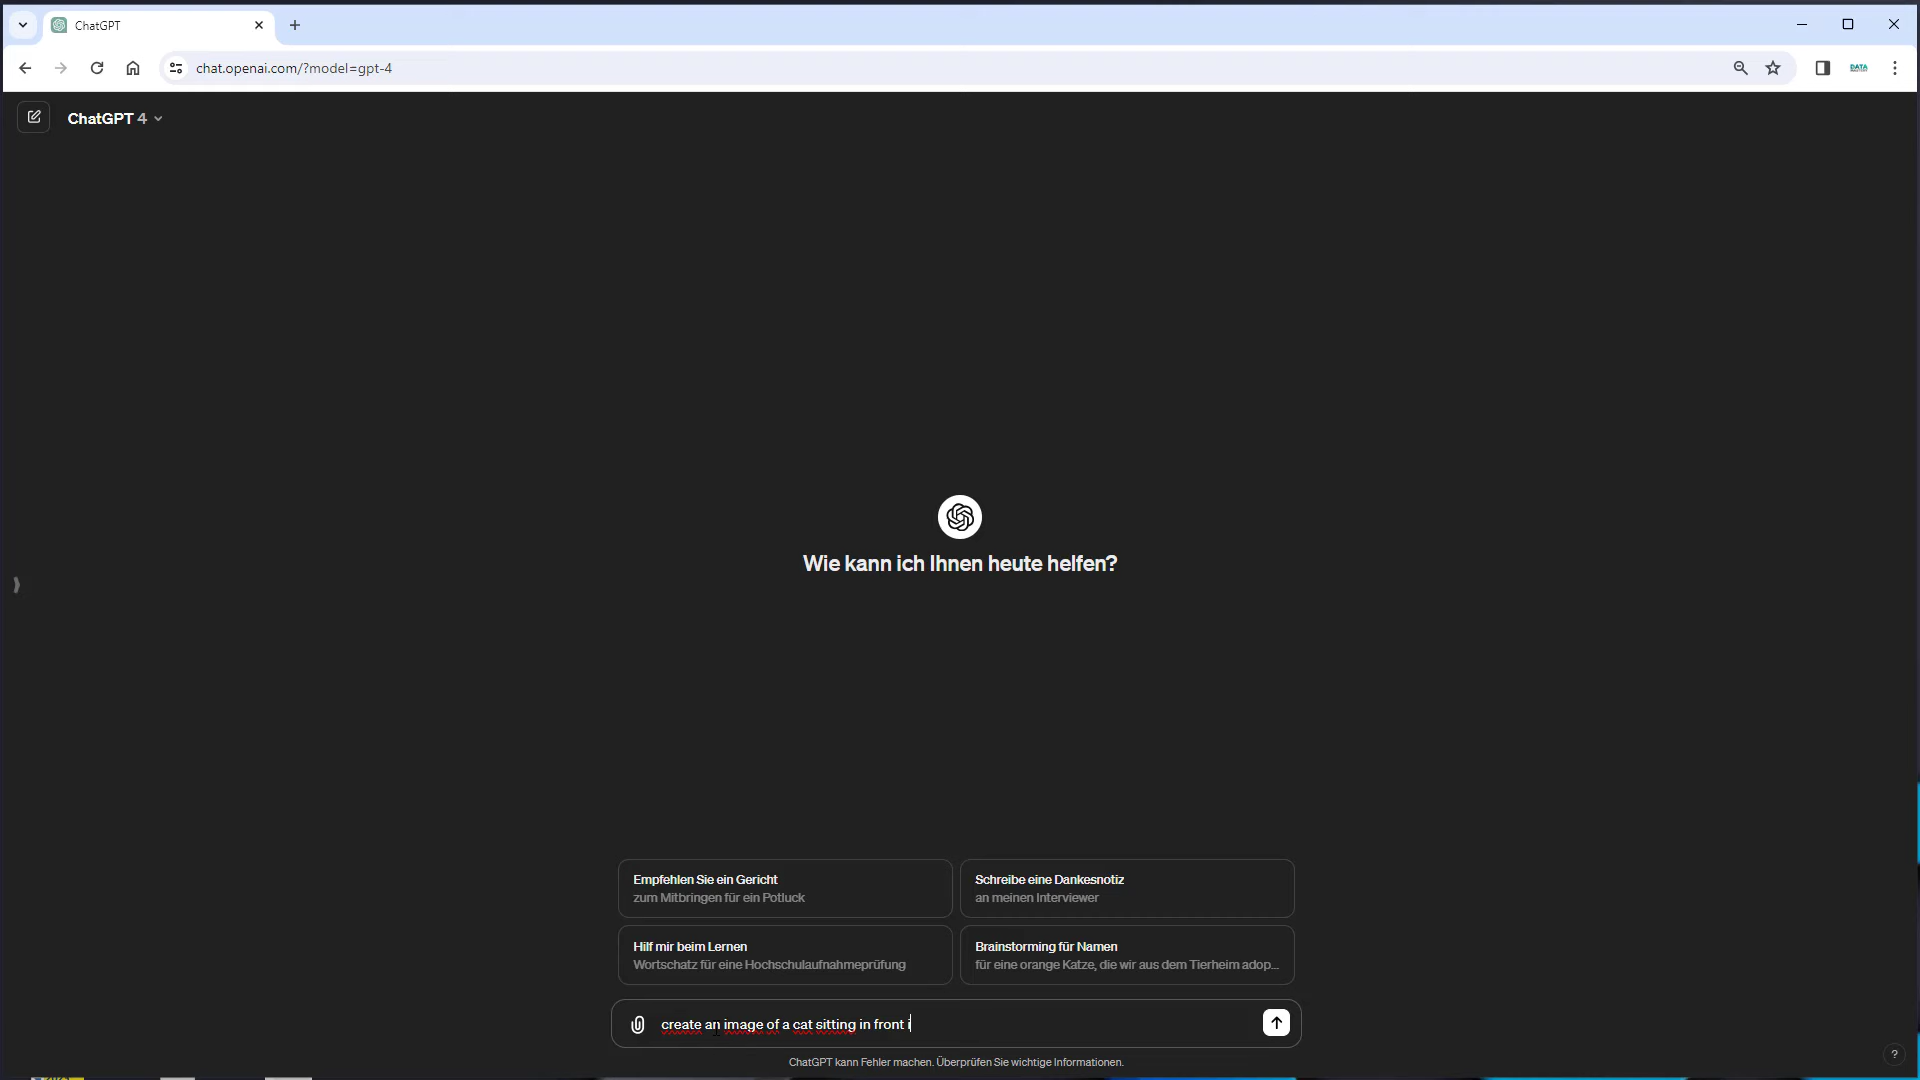 ChatGPT
chat.openai.com/?model=gpt-4
DATA
ChatGPT 4
Wie kann ich Ihnen heute helfen?
Empfehlen Sie ein Gericht
zum Mitbringen für ein Potluck
Schreibe eine Dankesnotiz
an meinen Interviewer
Hilf mir beim Lernen
Wortschatz für eine Hochschulaufnahmeprüfung
Brainstorming für Namen
für eine orange Katze, die wir aus dem Tierheim adop...
create an image of a cat sitting in front i
ChatGPT kann Fehler machen. Überprüfen Sie wichtige Informationen.
?